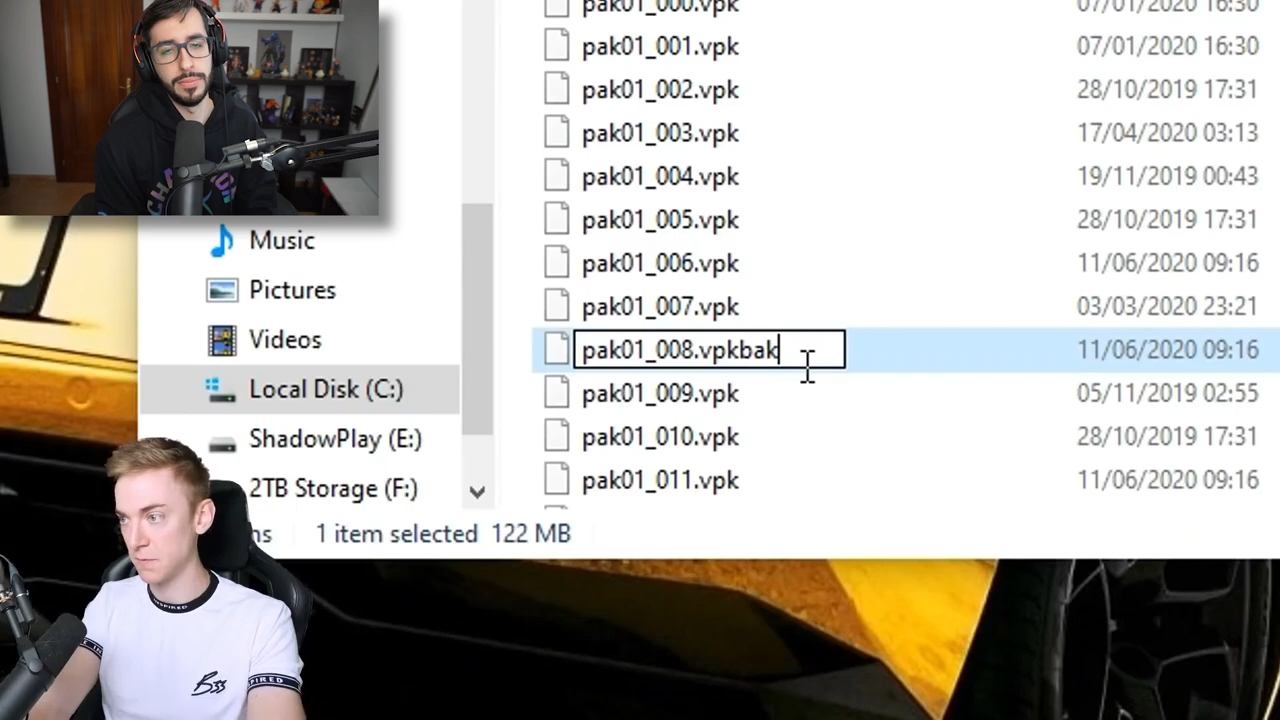 pak01_000.vpk 07/01/2020 16:30
pak01_001.vpk 07/01/2020 16:30
pak01_002.vpk 28/10/2019 17:31
pak01_003.vpk 17/04/2020 03:13
pak01_004.vpk 19/11/2019 00:43
pak01_005.vpk 28/10/2019 17:31
Music
pak01_006.vpk 11/06/2020 09:16
Pictures
pak01_007.vpk 03/03/2020 23:21
Videos
pak01_008.vpkbak 11/06/2020 09:16
Local Disk (C:)
pak01_009.vpk 05/11/2019 02:55
ShadowPlay (E:)
pak01_010.vpk 28/10/2019 17:31
2TB Storage (F:)
pak01_011.vpk 11/06/2020 09:16
1 item selected 122 MB
B33